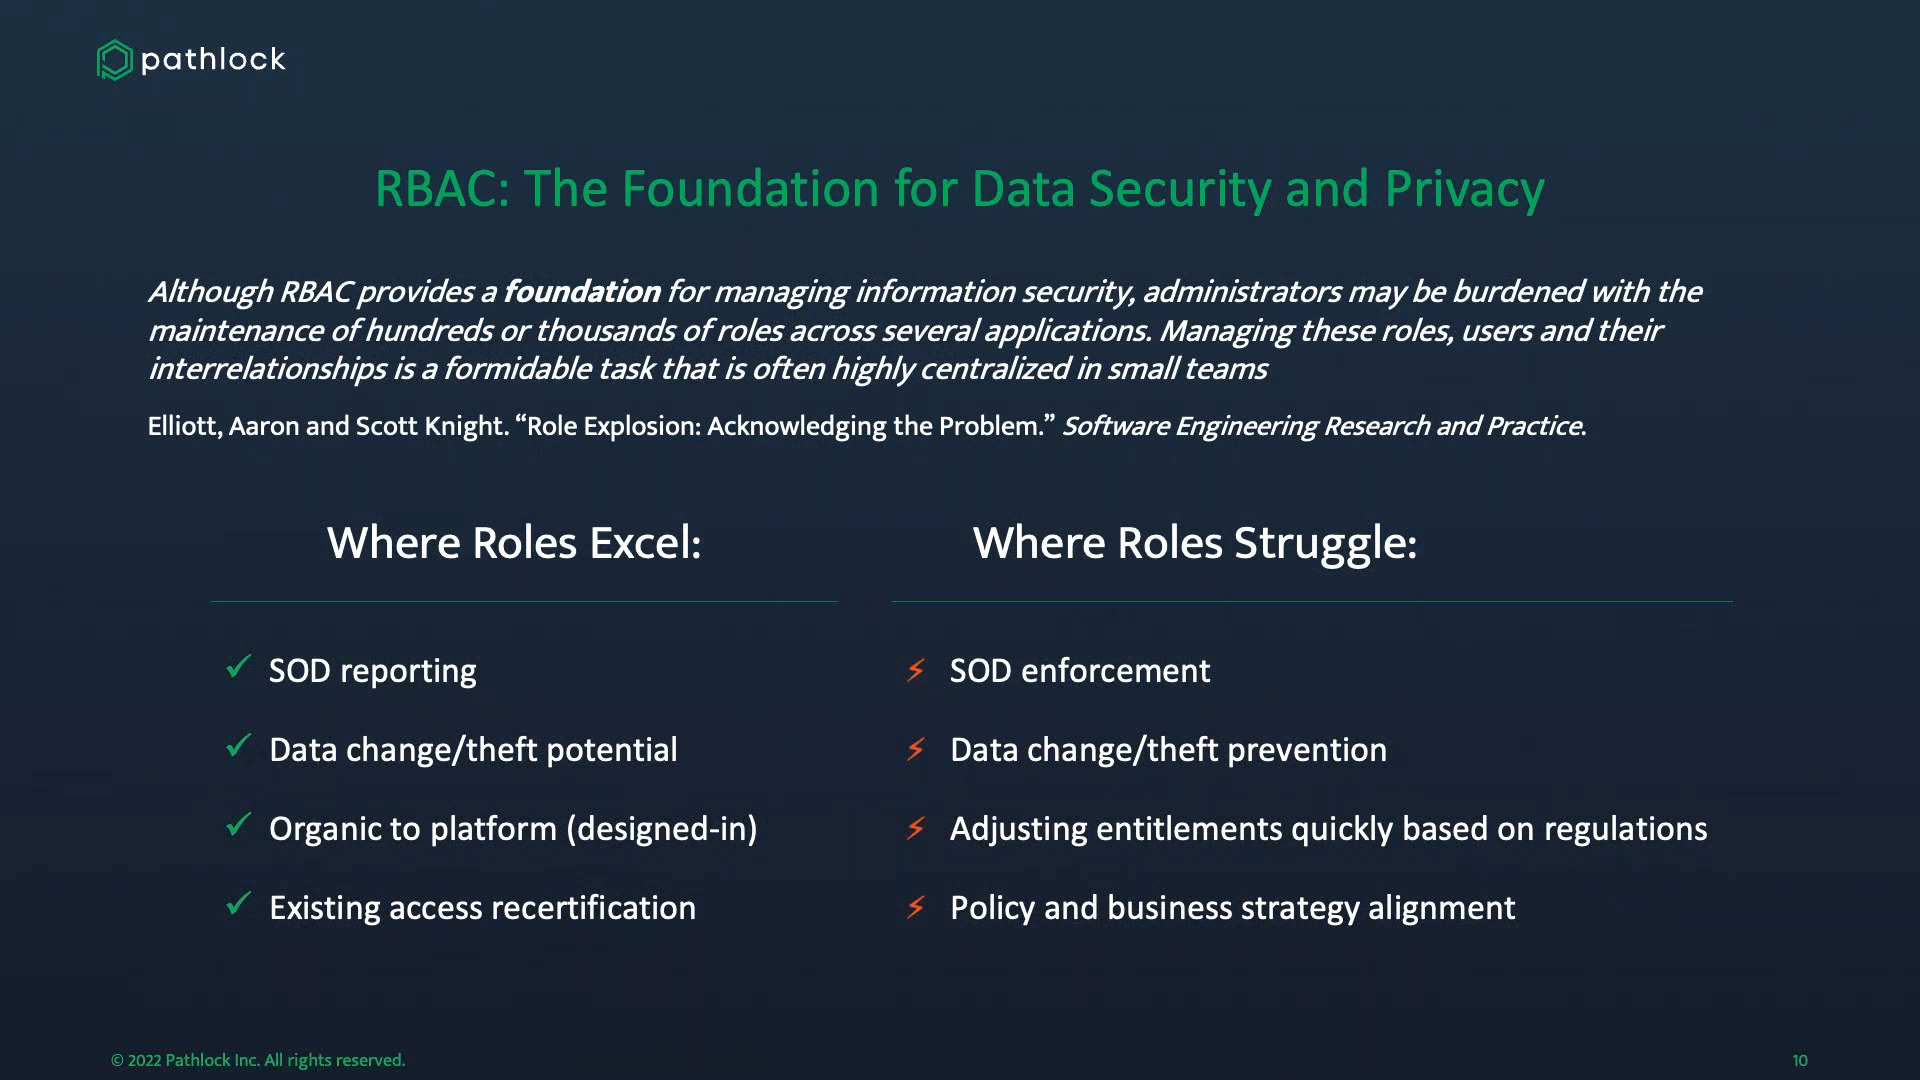 pathlock
RBAC: The Foundation for Data Security and Privacy
Although RBAC provides a foundation for managing information security, administrators may be burdened with the
maintenance of hundreds or thousands of roles across several applications. Managing these roles, users and their
interrelationships is a formidable task that is often highly centralized in small teams
Elliott, Aaron and Scott Knight. “Role Explosion: Acknowledging the Problem.” Software Engineering Research and Practice.
Where Roles Excel:
SOD reporting
Data change/theft potential
Organic to platform (designed-in)
Existing access recertification
Where Roles Struggle:
SOD enforcement
Data change/theft prevention
Adjusting entitlements quickly based on regulations
Policy and business strategy alignment
© 2022 Pathlock Inc. All rights reserved.
10